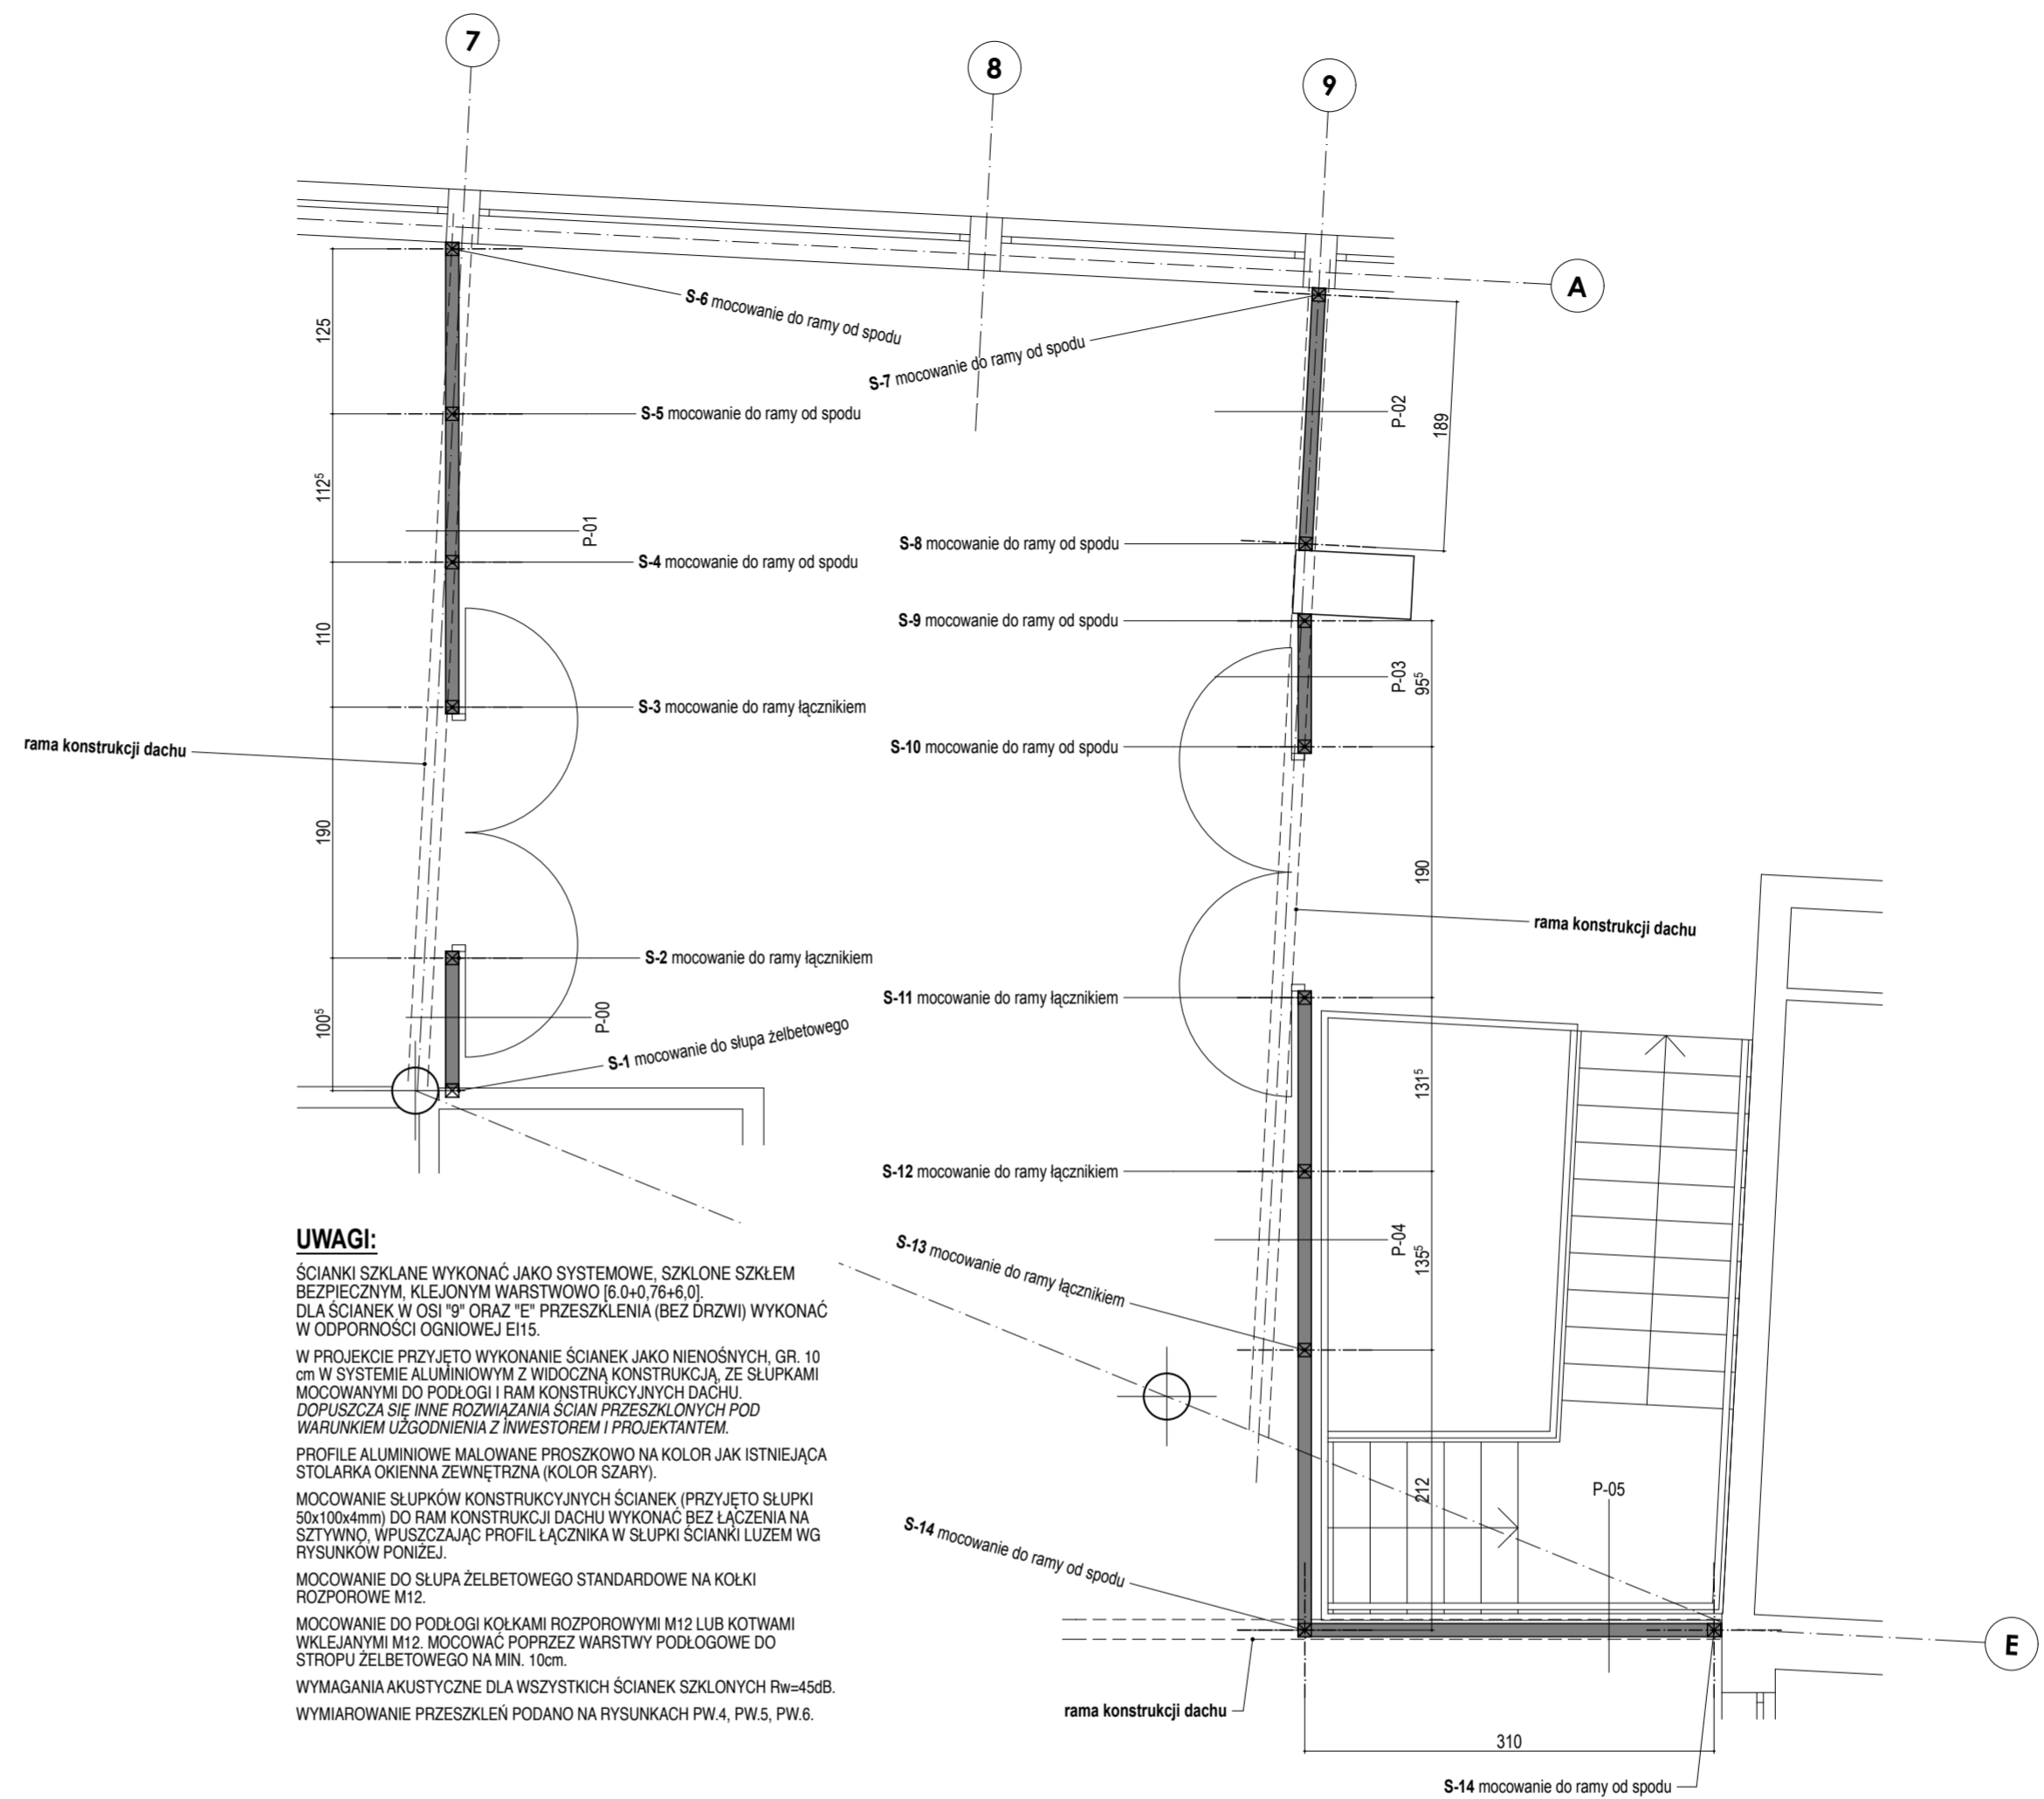 7
8
9
A
S-6 mocowanie do ramy od spodu
S-7 mocowanie do ramy od spodu
125
S-5 mocowanie do ramy od spodu
P-02
189
112⁵
P-01
S-4 mocowanie do ramy od spodu
S-8 mocowanie do ramy od spodu
110
S-9 mocowanie do ramy od spodu
P-03
95⁵
S-3 mocowanie do ramy łącznikiem
rama konstrukcji dachu
S-10 mocowanie do ramy od spodu
190
190
rama konstrukcji dachu
S-2 mocowanie do ramy łącznikiem
S-11 mocowanie do ramy łącznikiem
100⁵
P-00
S-1 mocowanie do słupa żelbetowego
131⁵
S-12 mocowanie do ramy łącznikiem
P-04
135⁵
S-13 mocowanie do ramy łącznikiem
212
P-05
S-14 mocowanie do ramy od spodu
E
rama konstrukcji dachu
310
S-14 mocowanie do ramy od spodu
UWAGI:
ŚCIANKI SZKLANE WYKONAĆ JAKO SYSTEMOWE, SZKLONE SZKŁEM
BEZPIECZNYM, KLEJONYM WARSTWOWO [6.0+0,76+6,0].
DLA ŚCIANEK W OSI "9" ORAZ "E" PRZESZKLENIA (BEZ DRZWI) WYKONAĆ
W ODPORNOŚCI OGNIOWEJ EI15.
W PROJEKCIE PRZYJĘTO WYKONANIE ŚCIANEK JAKO NIENOŚNYCH, GR. 10
cm W SYSTEMIE ALUMINIOWYM Z WIDOCZNĄ KONSTRUKCJĄ, ZE SŁUPKAMI
MOCOWANYMI DO PODŁOGI I RAM KONSTRUKCYJNYCH DACHU.
DOPUSZCZA SIĘ INNE ROZWIĄZANIA ŚCIAN PRZESZKLONYCH POD
WARUNKIEM UZGODNIENIA Z INWESTOREM I PROJEKTANTEM.
PROFILE ALUMINIOWE MALOWANE PROSZKOWO NA KOLOR JAK ISTNIEJĄCA
STOLARKA OKIENNA ZEWNĘTRZNA (KOLOR SZARY).
MOCOWANIE SŁUPKÓW KONSTRUKCYJNYCH ŚCIANEK (PRZYJĘTO SŁUPKI
50x100x4mm) DO RAM KONSTRUKCJI DACHU WYKONAĆ BEZ ŁĄCZENIA NA
SZTYWNO, WPUSZCZAJĄC PROFIL ŁĄCZNIKA W SŁUPKI ŚCIANKI LUZEM WG
RYSUNKÓW PONIŻEJ.
MOCOWANIE DO SŁUPA ŻELBETOWEGO STANDARDOWE NA KOŁKI
ROZPOROWE M12.
MOCOWANIE DO PODŁOGI KOŁKAMI ROZPOROWYMI M12 LUB KOTWAMI
WKLEJANYMI M12. MOCOWAĆ POPRZEZ WARSTWY PODŁOGOWE DO
STROPU ŻELBETOWEGO NA MIN. 10cm.
WYMAGANIA AKUSTYCZNE DLA WSZYSTKICH ŚCIANEK SZKLONYCH Rw=45dB.
WYMIAROWANIE PRZESZKLEŃ PODANO NA RYSUNKACH PW.4, PW.5, PW.6.